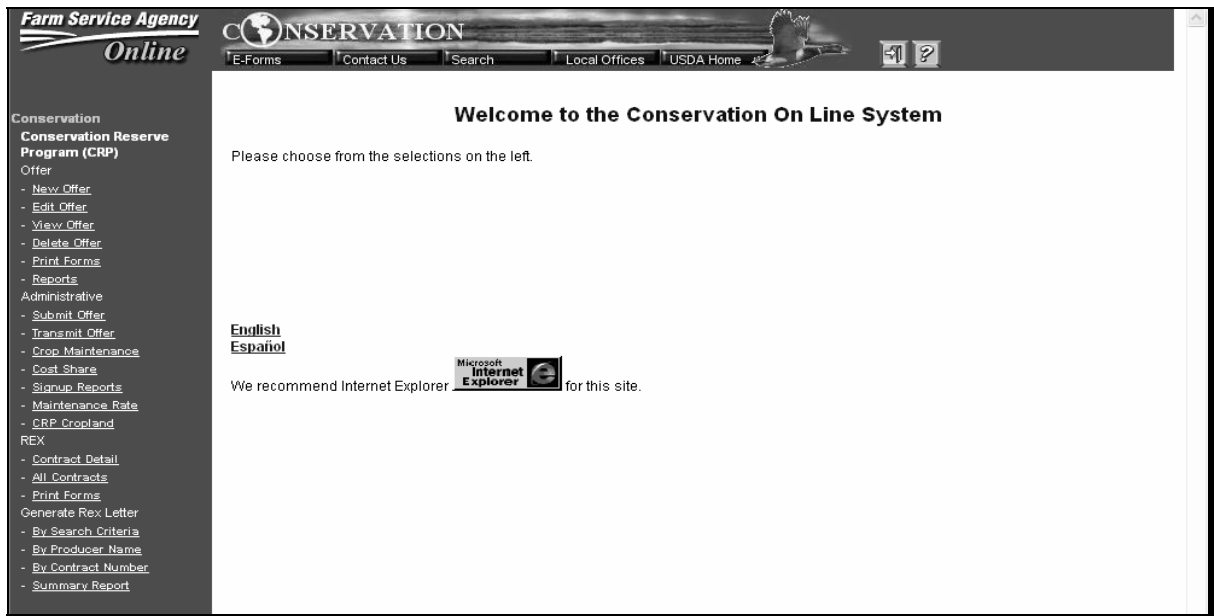 Farm Service Agency
Online
CONSERVATION
E-Forms Contact Us Search Local Offices USDA Home
?
Conservation
Conservation Reserve
Program (CRP)
Offer
- New Offer
- Edit Offer
- View Offer
- Delete Offer
- Print Forms
- Reports
Administrative
- Submit Offer
- Transmit Offer
- Crop Maintenance
- Cost Share
- Signup Reports
- Maintenance Rate
- CRP Cropland
REX
- Contract Detail
- All Contracts
- Print Forms
Generate Rex Letter
- By Search Criteria
- By Producer Name
- By Contract Number
- Summary Report
Welcome to the Conservation On Line System
Please choose from the selections on the left.
English
Español
We recommend Internet Explorer Microsoft Internet Explorer for this site.